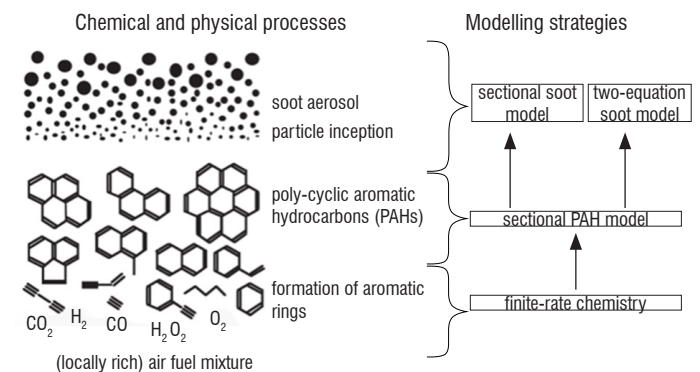 Chemical and physical processes
Modelling strategies
soot aerosol
particle inception
sectional soot
model
two-equation
soot model
poly-cyclic aromatic
hydrocarbons (PAHs)
sectional PAH model
formation of aromatic
rings
finite-rate chemistry
CO2 H2 CO H2O2 O2
(locally rich) air fuel mixture